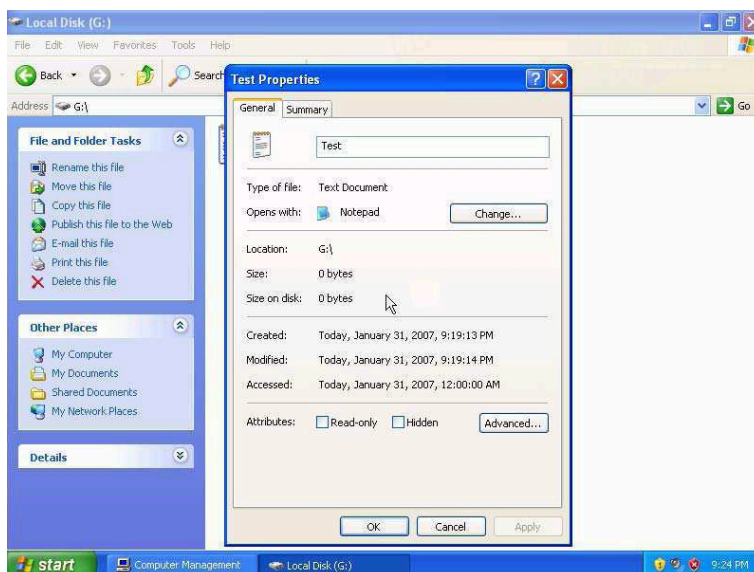 Local Disk (G:)
File Edit View Favorites Tools Help
Back Search
Address G:\ Go
File and Folder Tasks
Rename this file
Move this file
Copy this file
Publish this file to the Web
E-mail this file
Print this file
Delete this file
Other Places
My Computer
My Documents
Shared Documents
My Network Places
Details
Test Properties
General Summary
Test
Type of file: Text Document
Opens with: Notepad Change...
Location: G:\
Size: 0 bytes
Size on disk: 0 bytes
Created: Today, January 31, 2007, 9:19:13 PM
Modified: Today, January 31, 2007, 9:19:14 PM
Accessed: Today, January 31, 2007, 12:00:00 AM
Attributes: Read-only Hidden Advanced...
OK Cancel Apply
start Computer Management Local Disk (G:) 9:24 PM